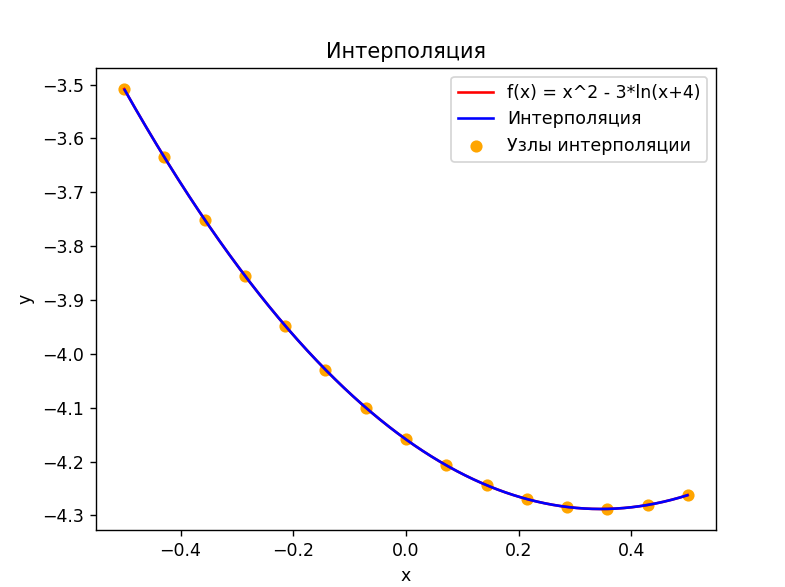 Интерполяция
f(x) = x^2 - 3*ln(x+4)
Интерполяция
Узлы интерполяции
y
−3.5
−3.6
−3.7
−3.8
−3.9
−4.0
−4.1
−4.2
−4.3
−0.4 −0.2 0.0 0.2 0.4
x